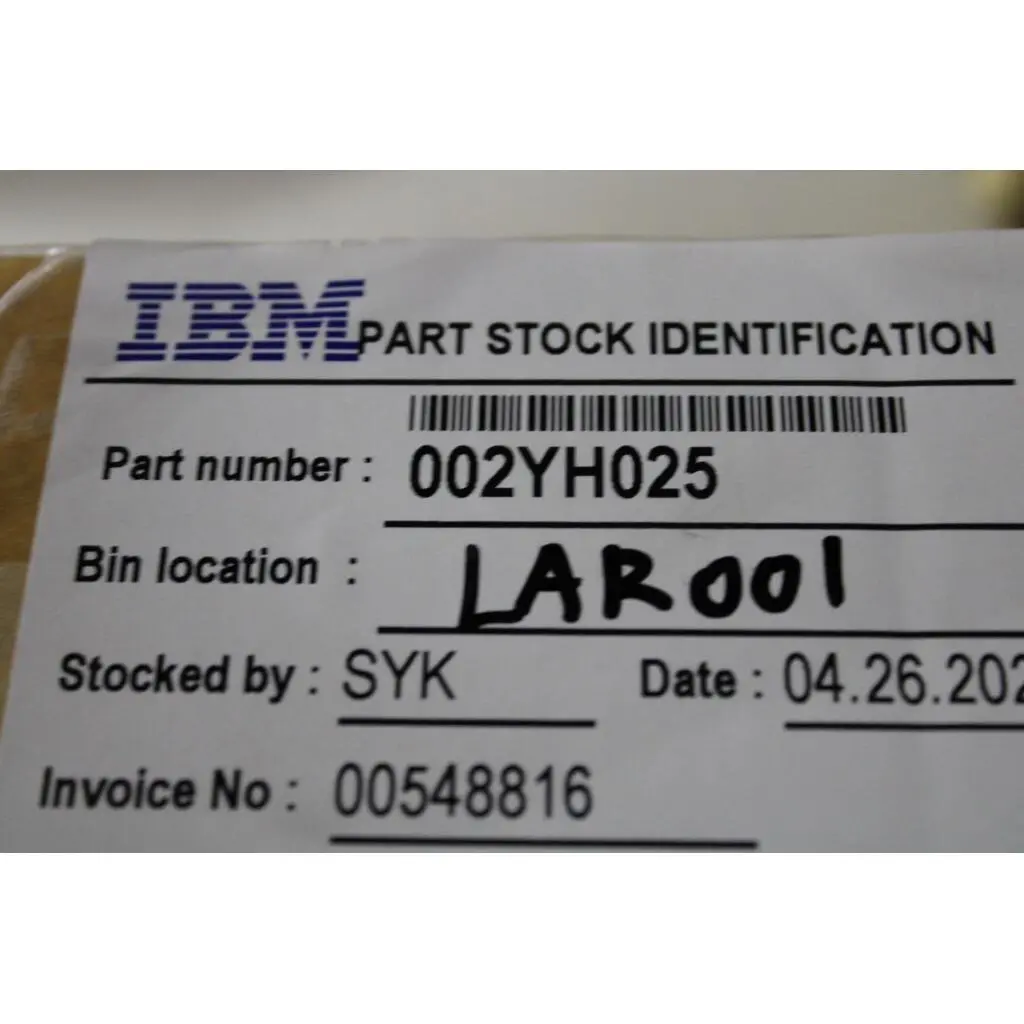 IBM PART STOCK IDENTIFICATION
Part number : 002YH025
Bin location : LAR001
Stocked by : SYK Date : 04.26.202
Invoice No : 00548816